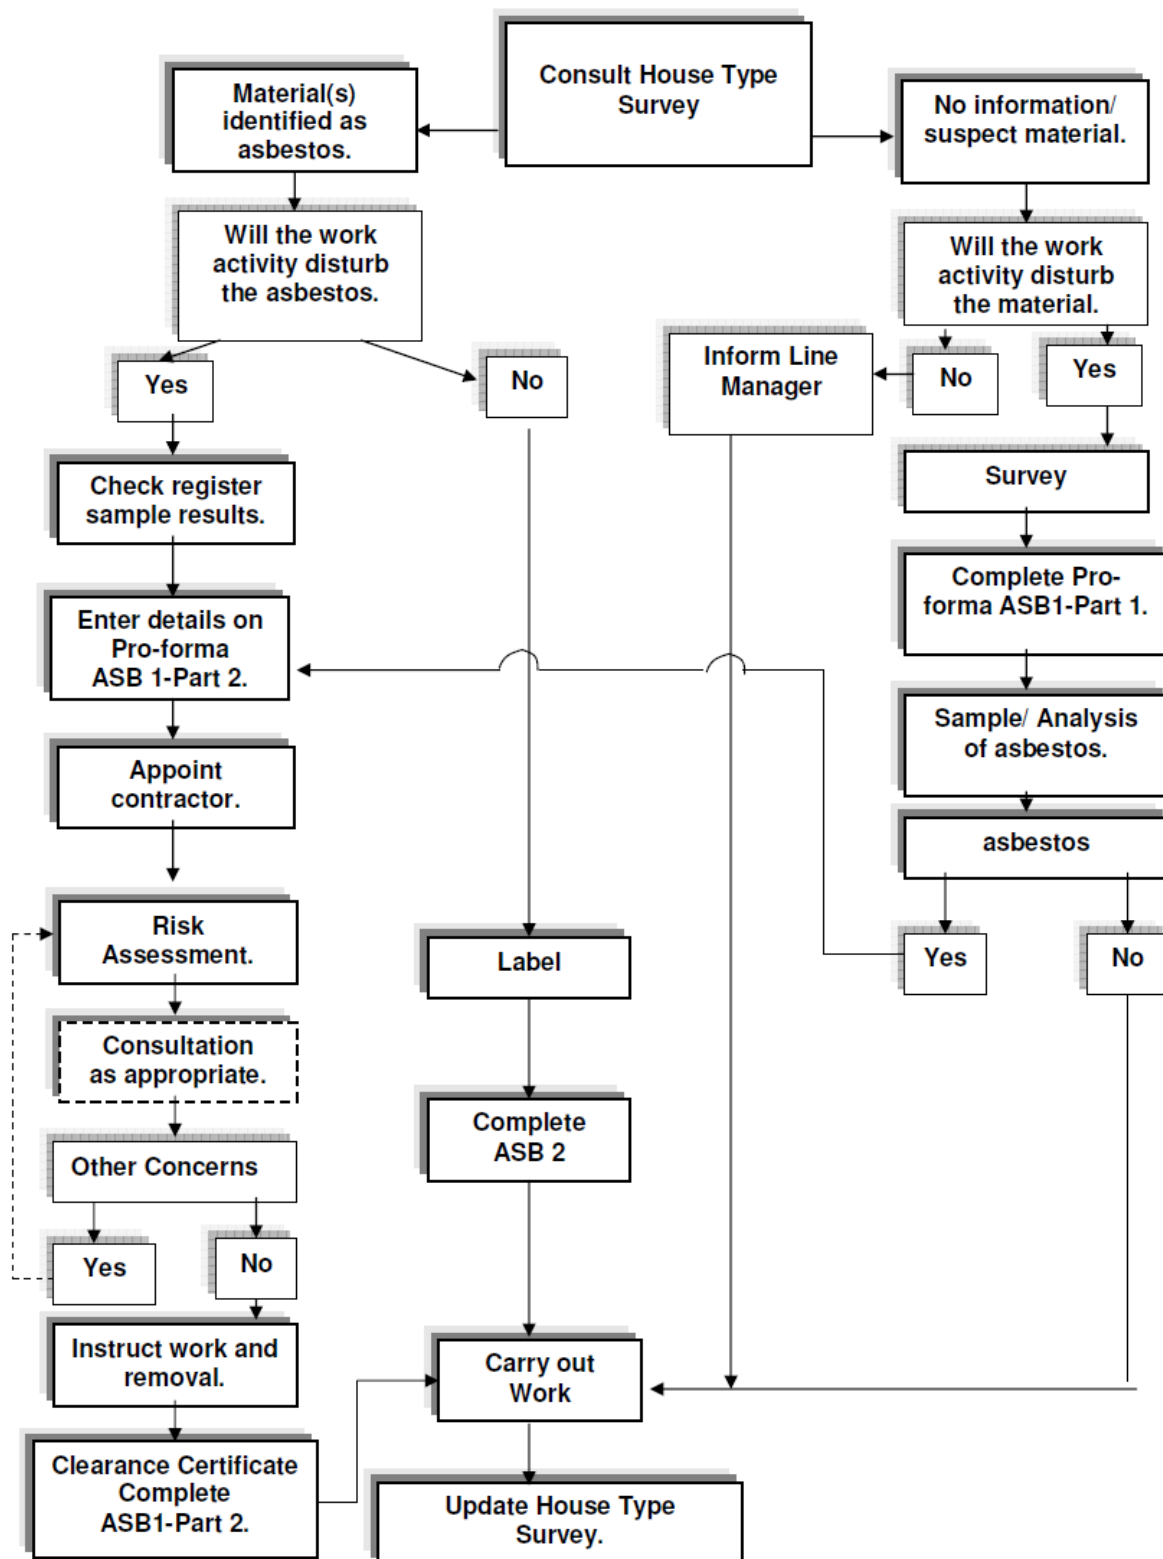 Consult House Type
Survey
Material(s)
identified as
asbestos.
No information/
suspect material.
Will the work
activity disturb
the asbestos.
Will the work
activity disturb
the material.
Inform Line
Manager
Yes
No
No
Yes
Check register
sample results.
Survey
Enter details on
Pro-forma
ASB 1-Part 2.
Complete Pro-
forma ASB1-Part 1.
Sample/ Analysis
of asbestos.
Appoint
contractor.
asbestos
Risk
Assessment.
Label
Yes
No
Consultation
as appropriate.
Complete
ASB 2
Other Concerns
Yes
No
Instruct work and
removal.
Carry out
Work
Clearance Certificate
Complete
ASB1-Part 2.
Update House Type
Survey.